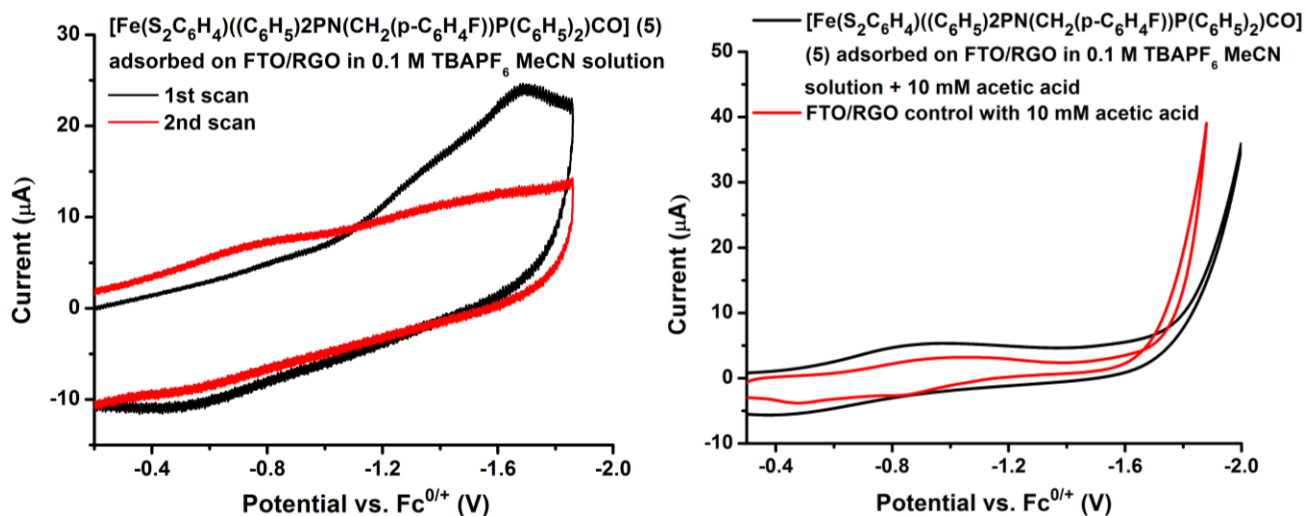 [Fe(S₂C₆H₄)((C₆H₅)2PN(CH₂(p-C₆H₄F))P(C₆H₅)₂)CO] (5)
adsorbed on FTO/RGO in 0.1 M TBAPF₆ MeCN solution
1st scan
2nd scan
30
20
10
0
-10
Current (μA)
-0.4
-0.8
-1.2
-1.6
-2.0
Potential vs. Fc⁰/⁺ (V)
[Fe(S₂C₆H₄)((C₆H₅)2PN(CH₂(p-C₆H₄F))P(C₆H₅)₂)CO]
(5) adsorbed on FTO/RGO in 0.1 M TBAPF₆ MeCN
solution + 10 mM acetic acid
FTO/RGO control with 10 mM acetic acid
50
40
30
20
10
0
-10
Current (μA)
-0.4
-0.8
-1.2
-1.6
-2.0
Potential vs. Fc⁰/⁺ (V)